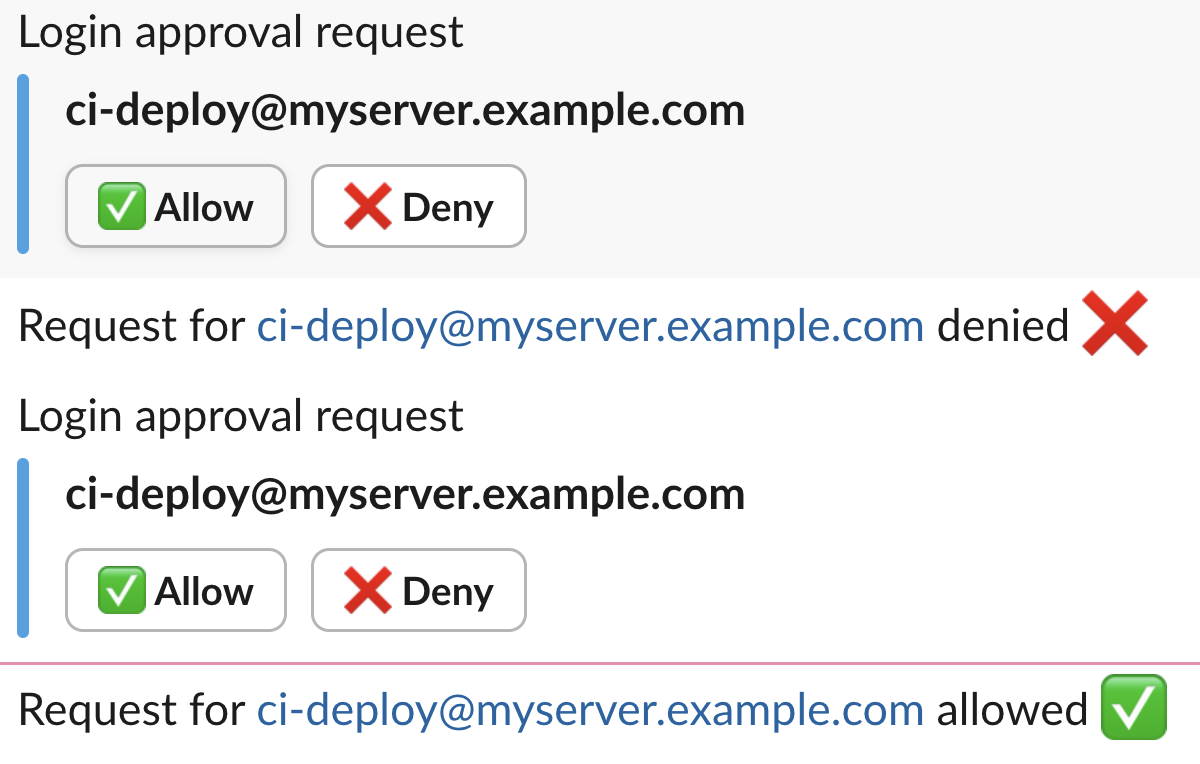 Login approval request
ci-deploy@myserver.example.com
✅ Allow ❌ Deny
Request for ci-deploy@myserver.example.com denied ❌
Login approval request
ci-deploy@myserver.example.com
✅ Allow ❌ Deny
Request for ci-deploy@myserver.example.com allowed ✅